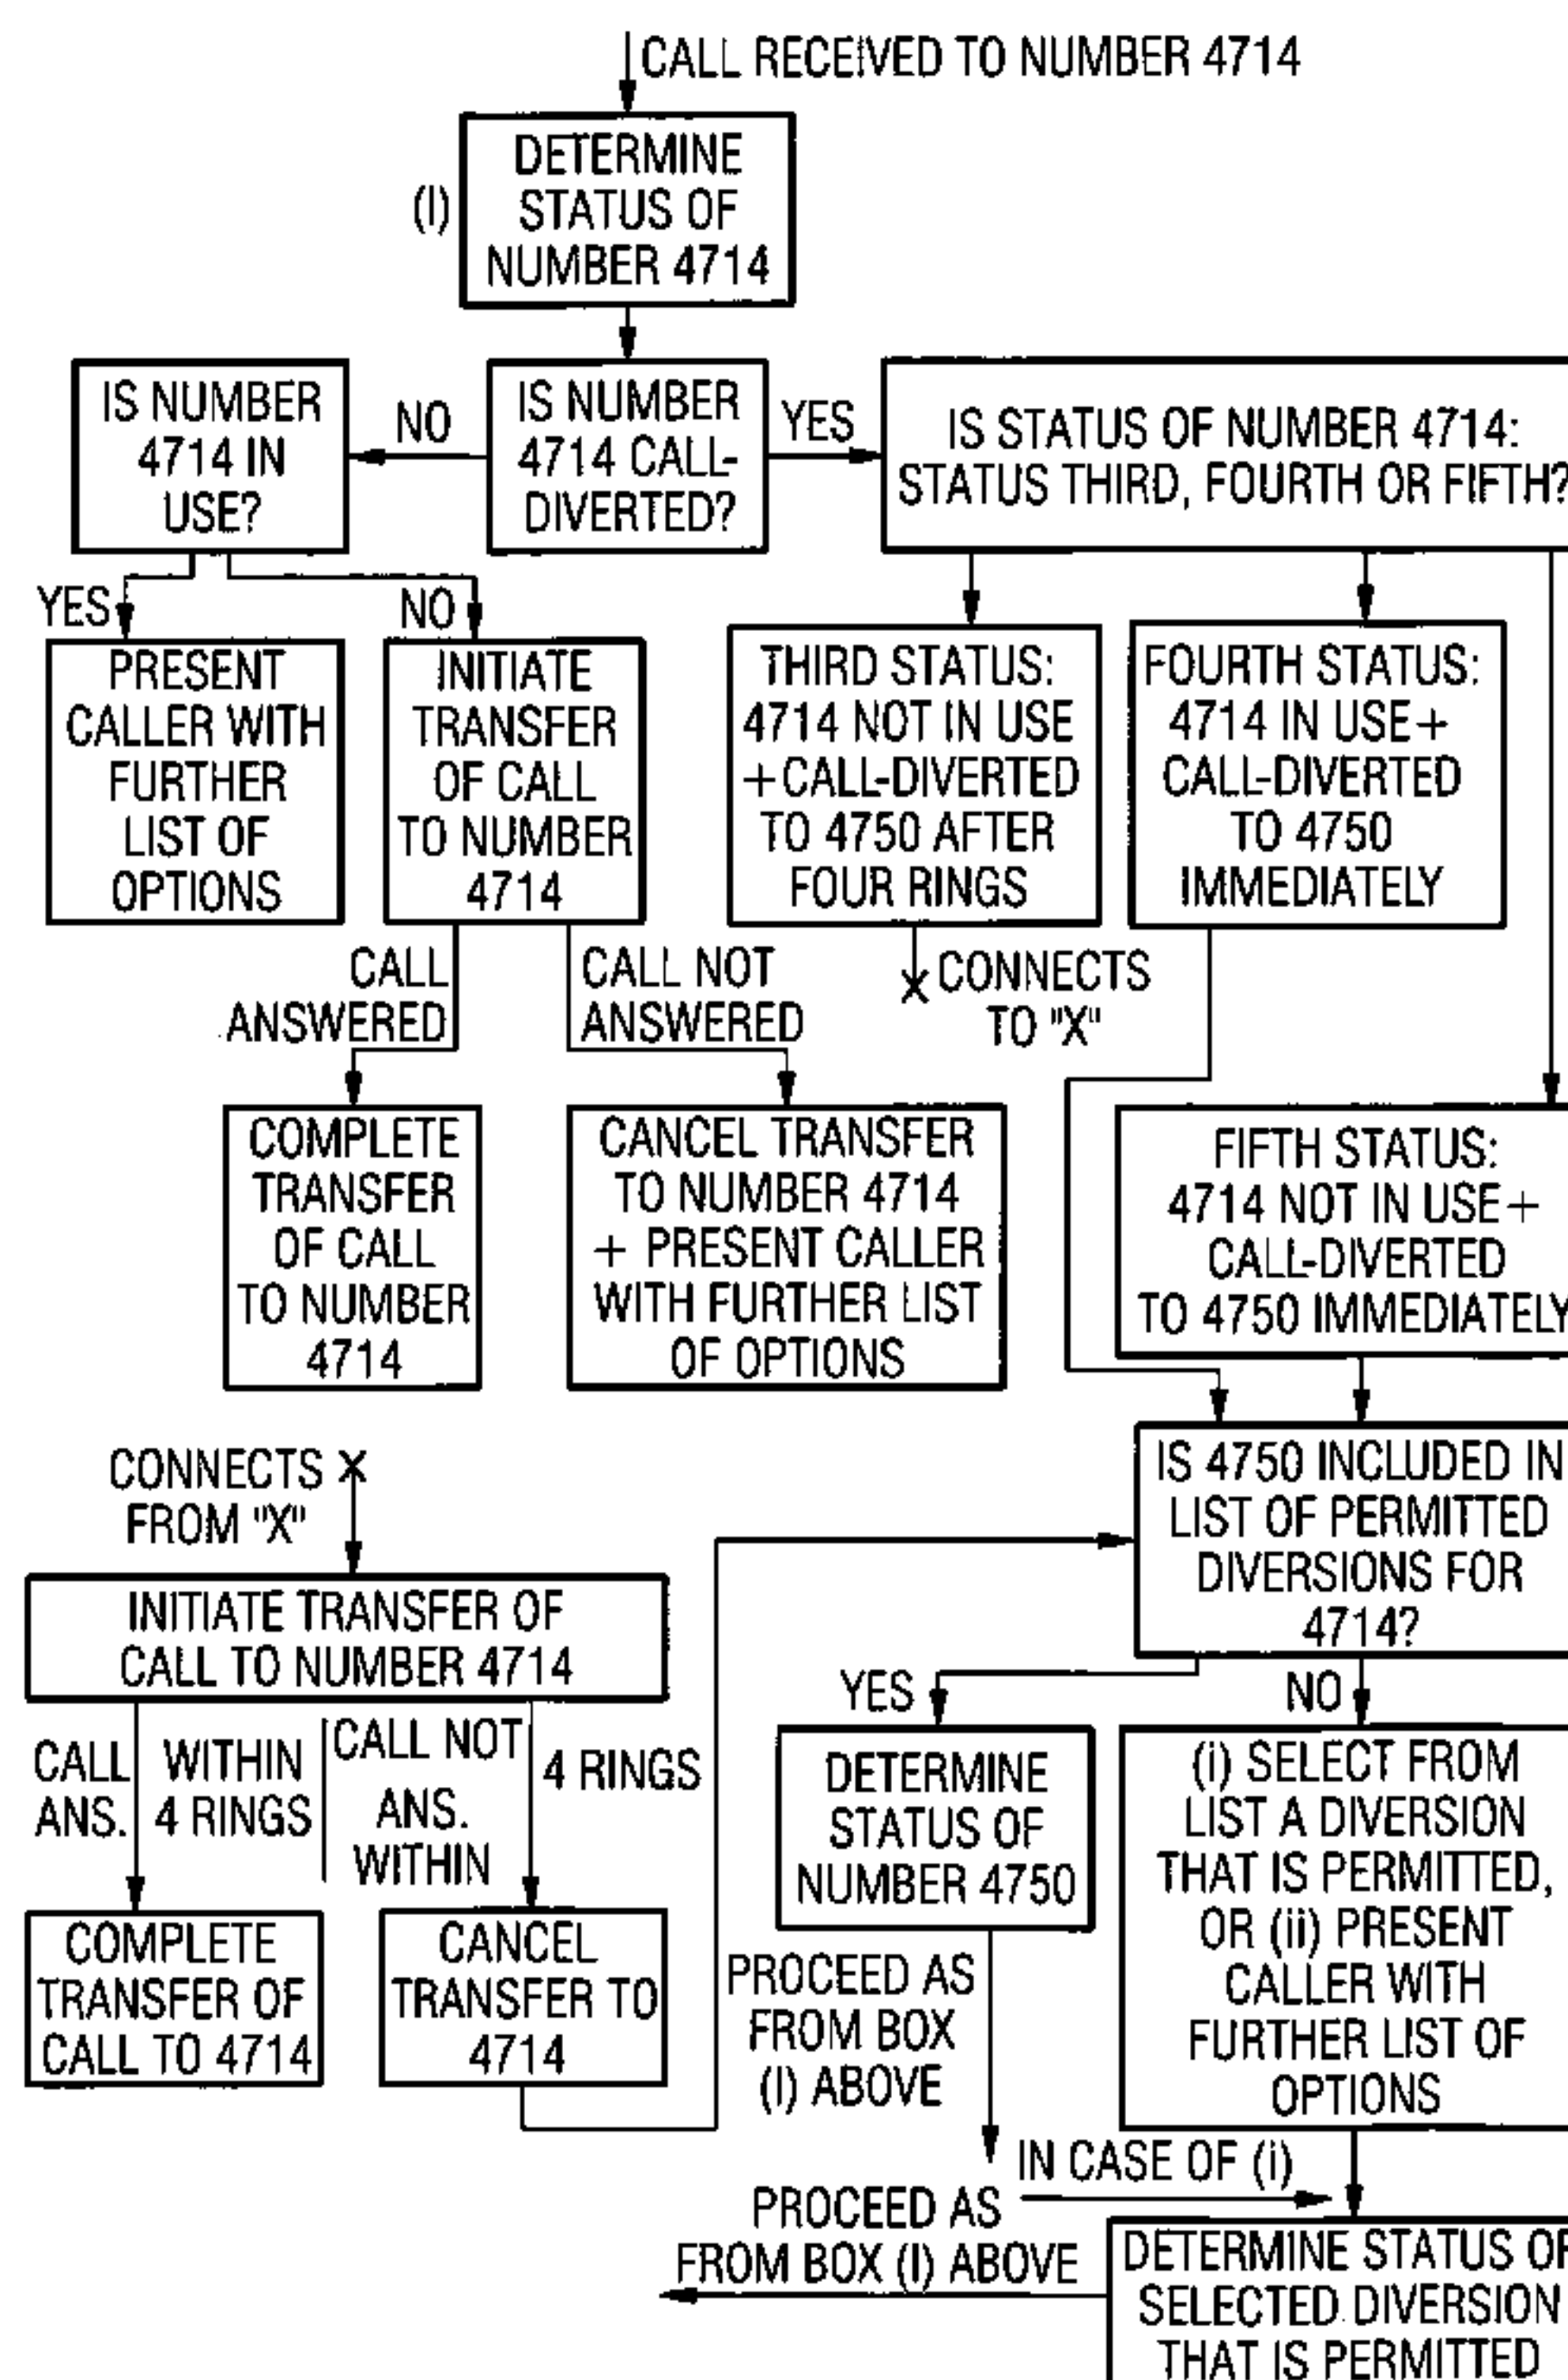 CALL RECEIVED TO NUMBER 4714
(I)
DETERMINE
STATUS OF
NUMBER 4714
IS NUMBER
4714 IN
USE?
NO
IS NUMBER
4714 CALL-
DIVERTED?
YES
IS STATUS OF NUMBER 4714:
STATUS THIRD, FOURTH OR FIFTH?
YES
NO
PRESENT
CALLER WITH
FURTHER
LIST OF
OPTIONS
INITIATE
TRANSFER
OF CALL
TO NUMBER
4714
THIRD STATUS:
4714 NOT IN USE
+CALL-DIVERTED
TO 4750 AFTER
FOUR RINGS
FOURTH STATUS:
4714 IN USE+
CALL-DIVERTED
TO 4750
IMMEDIATELY
CALL
ANSWERED
CALL NOT
ANSWERED
X CONNECTS
TO "X"
COMPLETE
TRANSFER
OF CALL
TO NUMBER
4714
CANCEL TRANSFER
TO NUMBER 4714
+ PRESENT CALLER
WITH FURTHER LIST
OF OPTIONS
FIFTH STATUS:
4714 NOT IN USE+
CALL-DIVERTED
TO 4750 IMMEDIATELY
CONNECTS X
FROM "X"
IS 4750 INCLUDED IN
LIST OF PERMITTED
DIVERSIONS FOR
4714?
INITIATE TRANSFER OF
CALL TO NUMBER 4714
CALL
ANS.
WITHIN
4 RINGS
CALL NOT
ANS.
WITHIN
4 RINGS
YES
NO
DETERMINE
STATUS OF
NUMBER 4750
(i) SELECT FROM
LIST A DIVERSION
THAT IS PERMITTED,
OR (ii) PRESENT
CALLER WITH
FURTHER LIST OF
OPTIONS
COMPLETE
TRANSFER OF
CALL TO 4714
CANCEL
TRANSFER TO
4714
PROCEED AS
FROM BOX
(I) ABOVE
IN CASE OF (i)
PROCEED AS
FROM BOX (I) ABOVE
DETERMINE STATUS OF
SELECTED DIVERSION
THAT IS PERMITTED